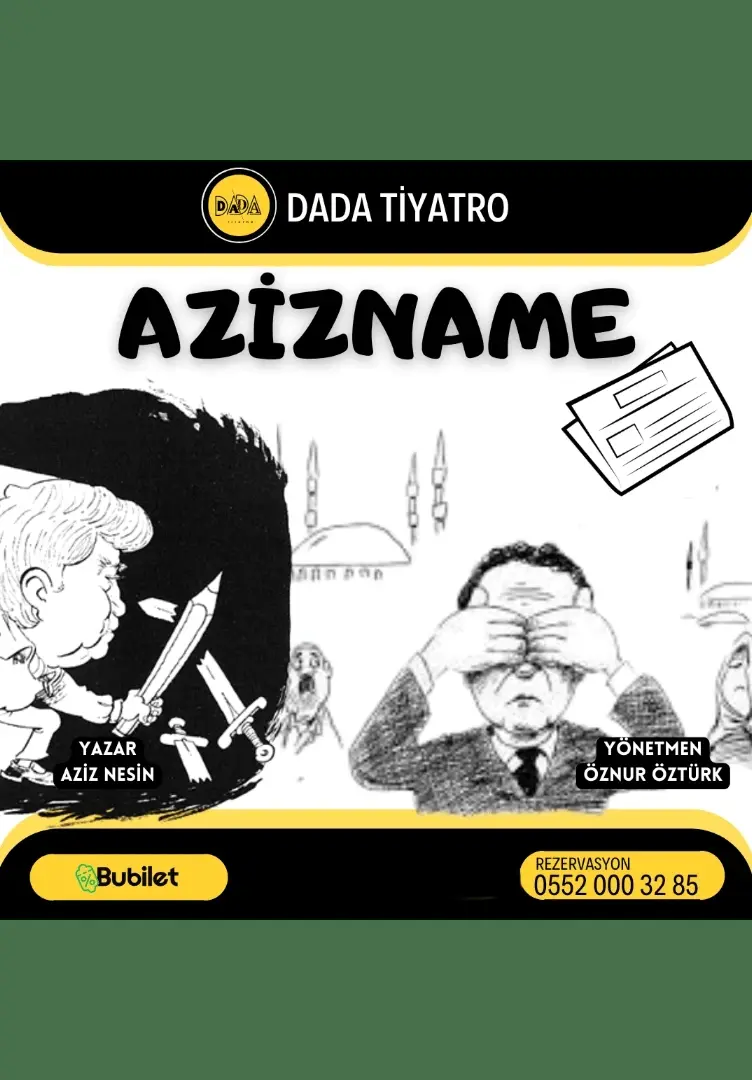 DADA
DADA TİYATRO
AZİZNAME
YAZAR
AZİZ NESİN
YÖNETMEN
ÖZNUR ÖZTÜRK
Bubilet
REZERVASYON
0552 000 32 85